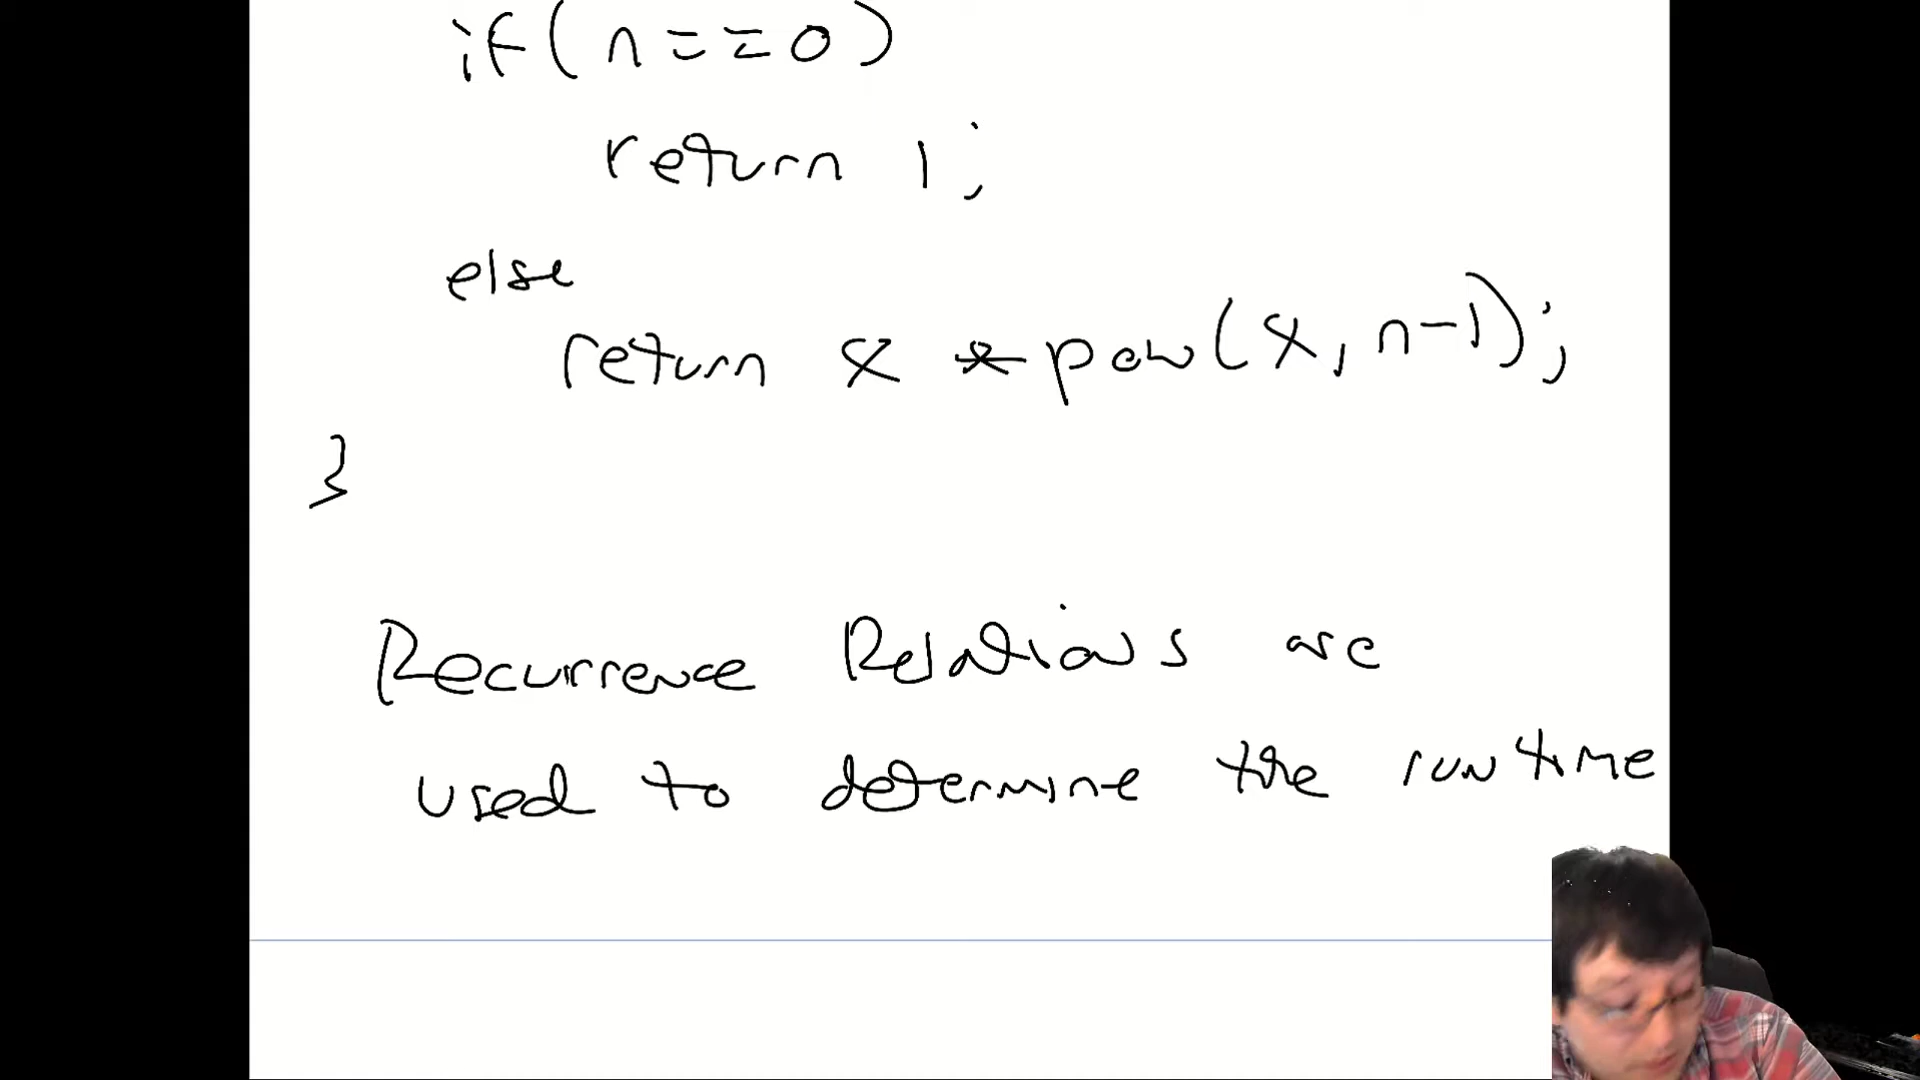 if(n==0)
return 1;
else
return x *pow(x,n-1);
}
Recurrence Relations are
used to determine the runtime